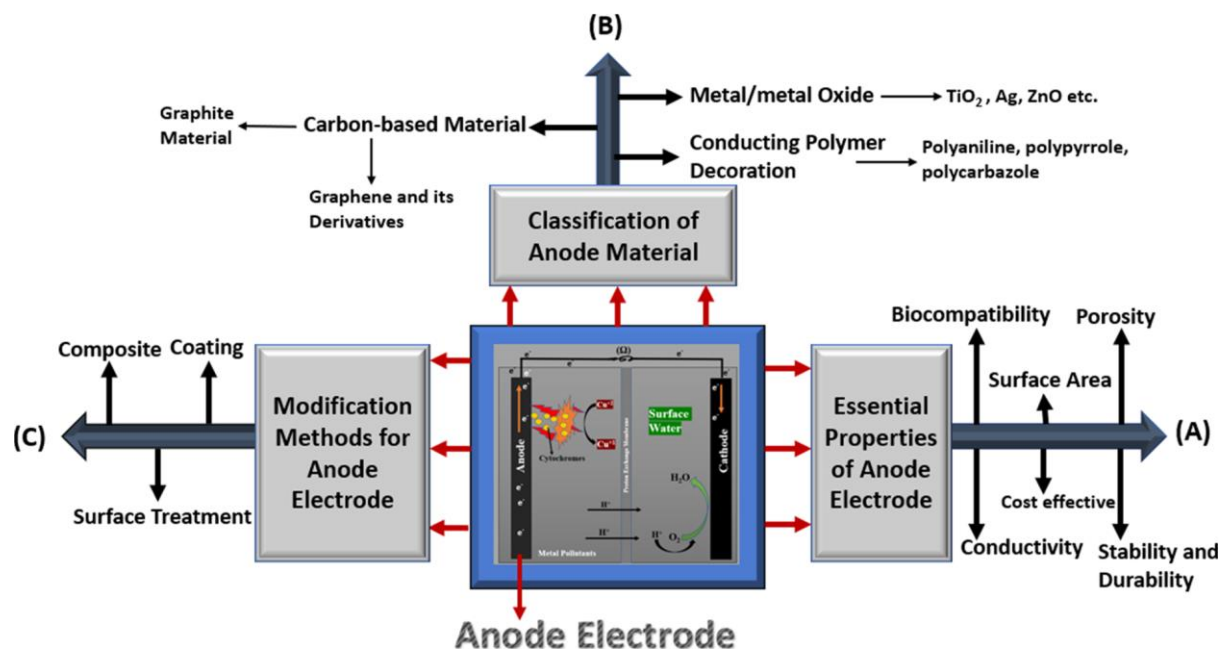 (B)
Metal/metal Oxide
TiO₂ , Ag, ZnO etc.
Graphite
Material
Carbon-based Material
Conducting Polymer
Decoration
Polyaniline, polypyrrole,
polycarbazole
Graphene and its
Derivatives
Classification of
Anode Material
Composite
Coating
(C)
Surface Treatment
Modification
Methods for
Anode
Electrode
(Ω)
e⁻
e⁻
e⁻
e⁻
e⁻
e⁻
e⁻
e⁻
e⁻
e⁻
e⁻
e⁻
e⁻
Anode
Cytochromes
Surface
Water
Proton Exchange Membrane
Cathode
H₂O
H⁺
H⁺
H⁺
O₂
Metal Pollutants
Essential
Properties
of Anode
Electrode
Biocompatibility
Porosity
Surface Area
(A)
Cost effective
Conductivity
Stability and
Durability
Anode Electrode